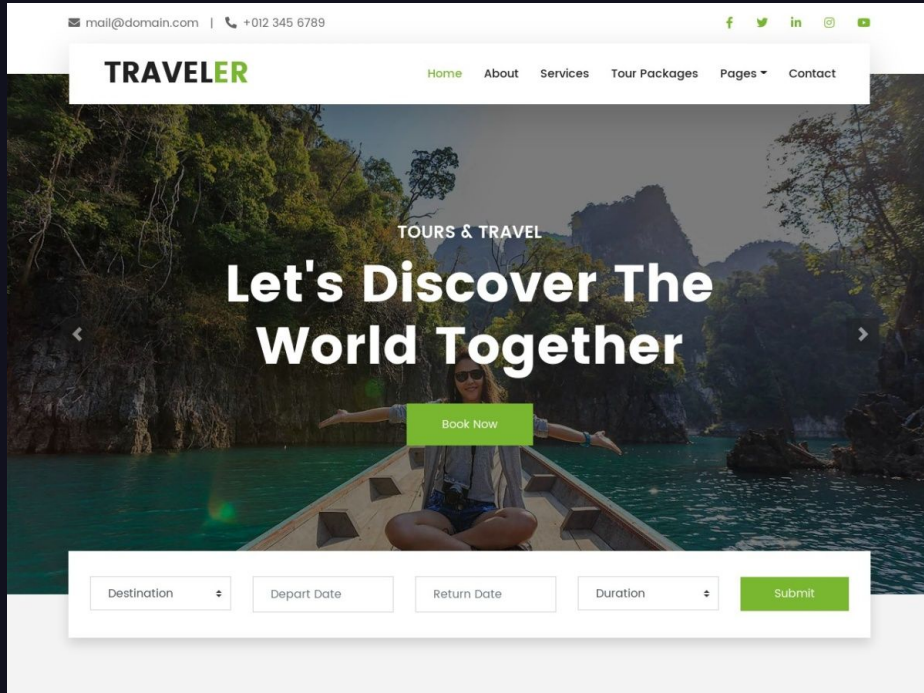 mail@domain.com | +012 345 6789
TRAVELER
Home About Services Tour Packages Pages Contact
TOURS & TRAVEL
Let's Discover The
World Together
Book Now
Destination Depart Date Return Date Duration Submit